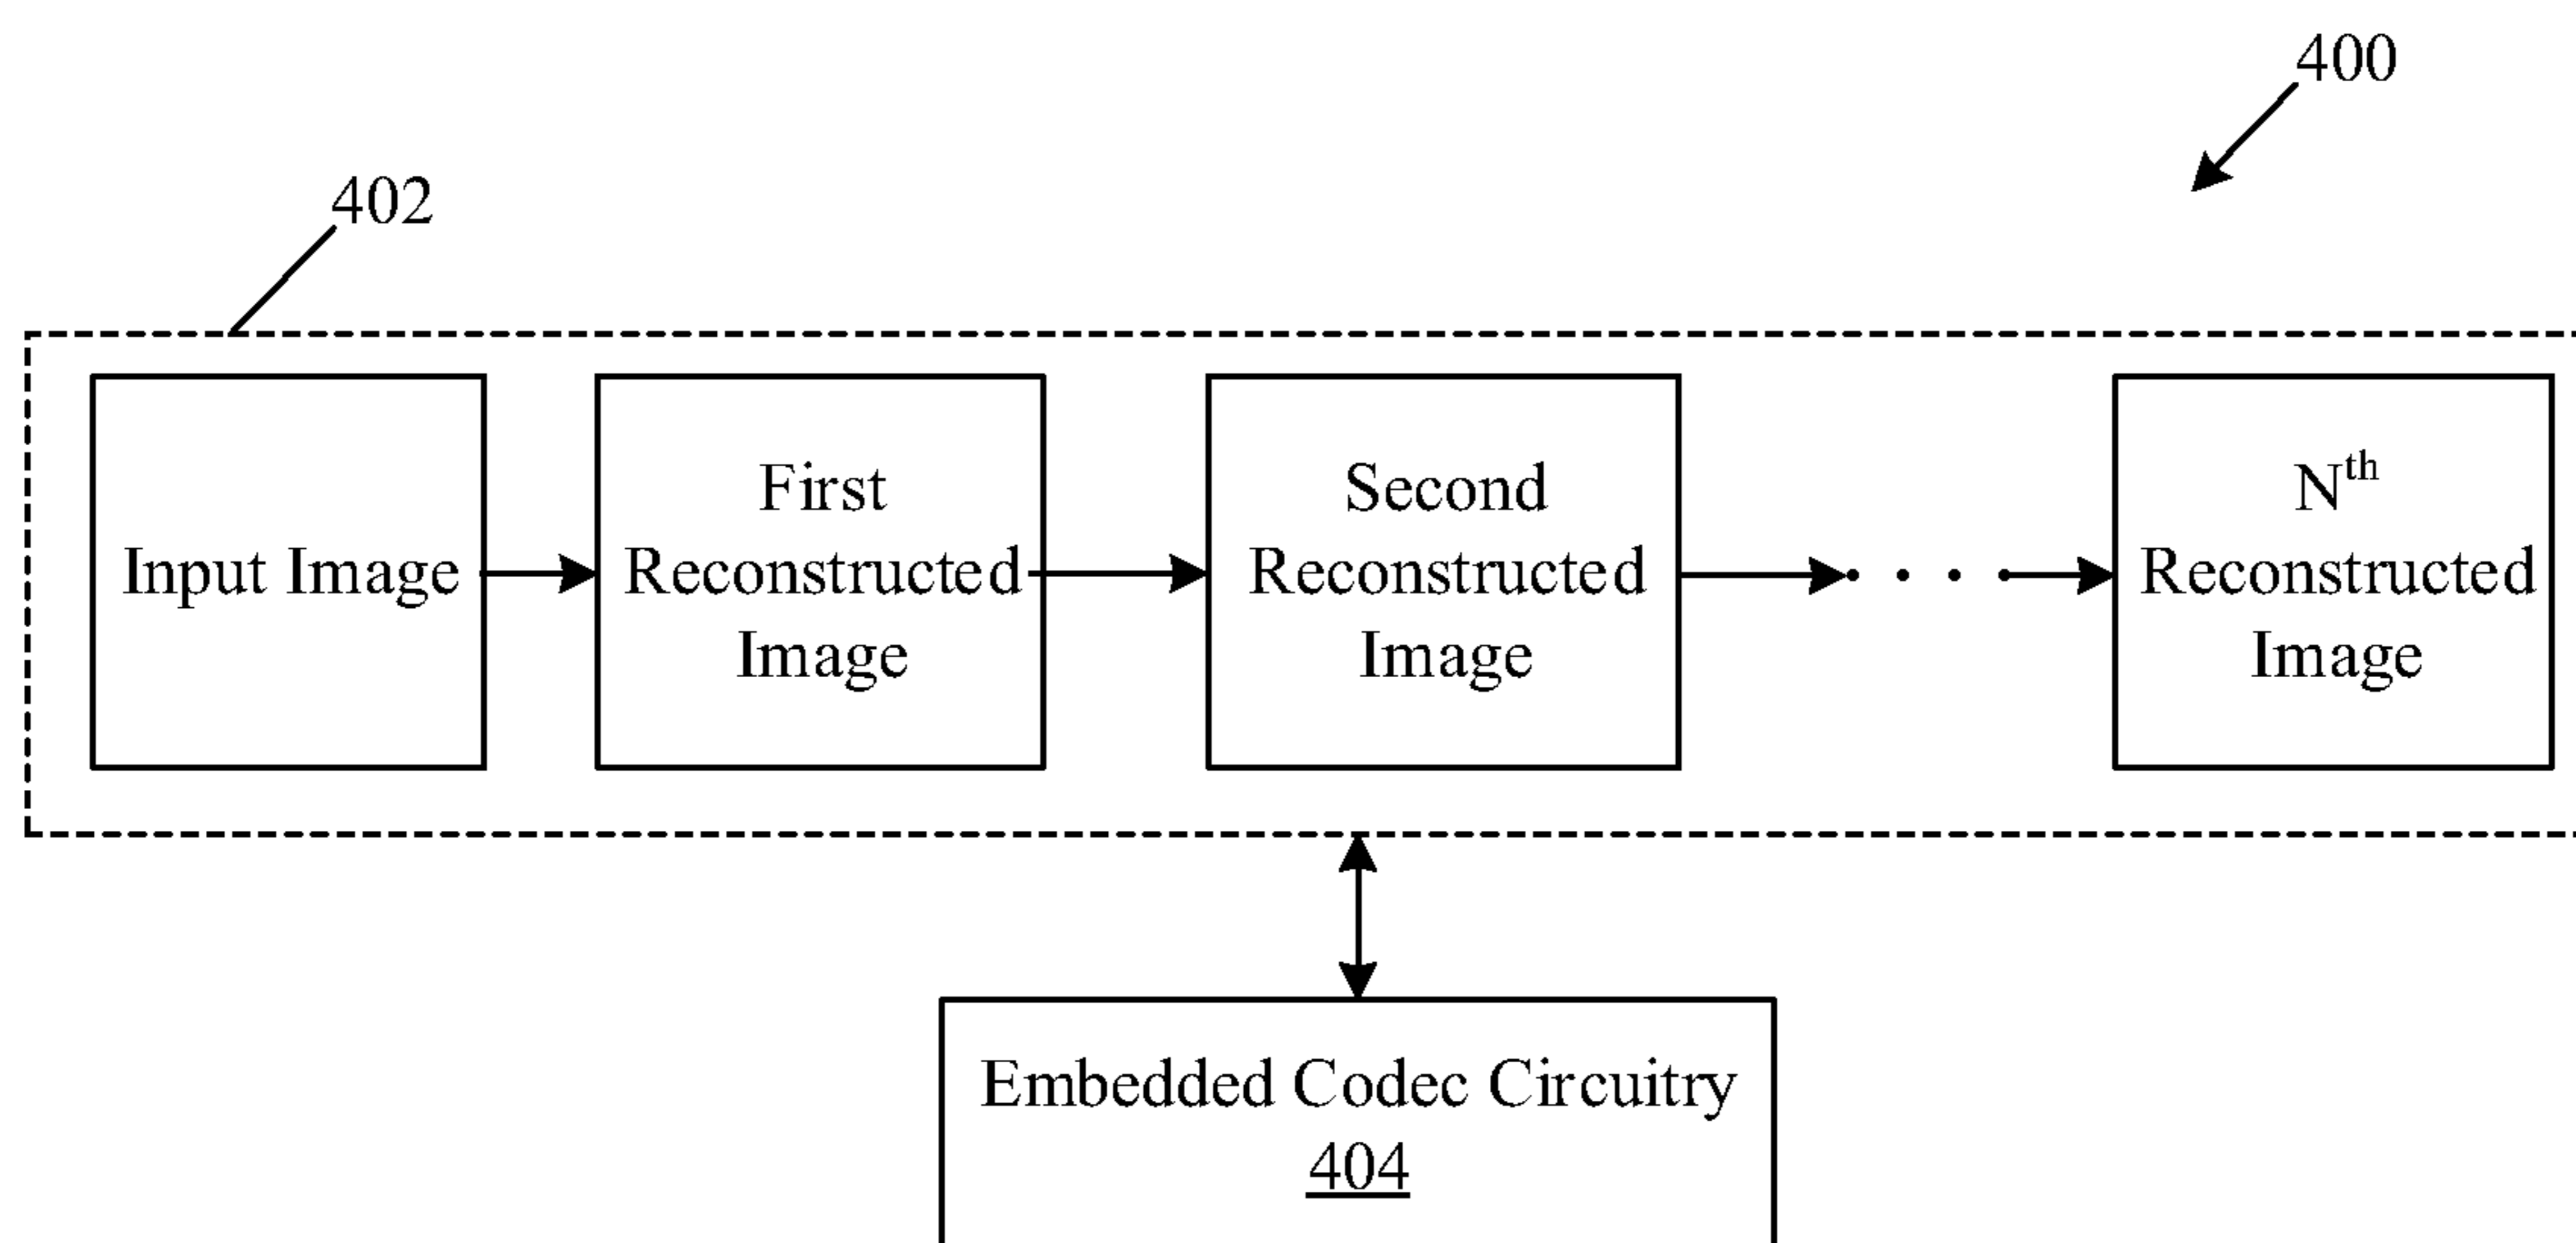 400
402
Input Image
First
Reconstructed
Image
Second
Reconstructed
Image
Nth
Reconstructed
Image
Embedded Codec Circuitry
404